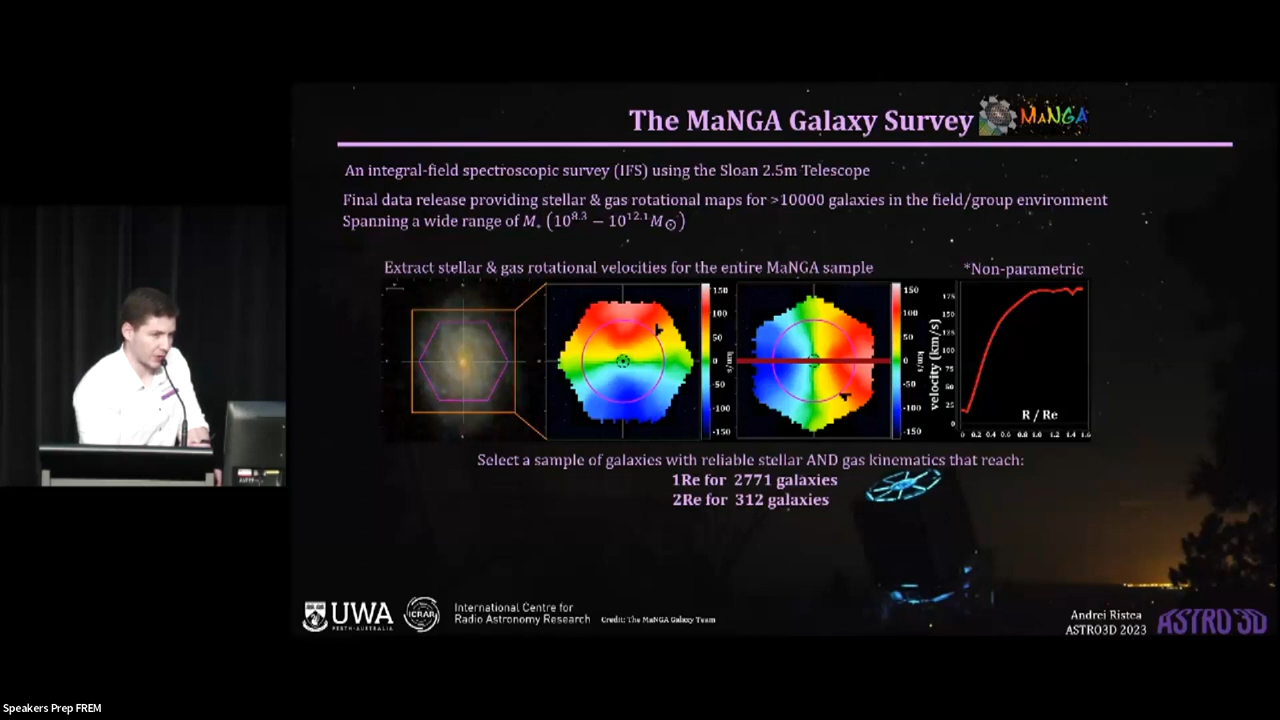 The MaNGA Galaxy Survey
MaNGA
An integral-field spectroscopic survey (IFS) using the Sloan 2.5m Telescope
Final data release providing stellar & gas rotational maps for >10000 galaxies in the field/group environment
Spanning a wide range of M* (10^8.3 − 10^12.1 M⊙)
Extract stellar & gas rotational velocities for the entire MaNGA sample
*Non-parametric
150
100
50
0
-50
-100
-150
km/s
150
100
50
0
-50
-100
-150
km/s
velocity (km/s)
175
150
125
100
75
50
25
0
R / Re
0 0.2 0.4 0.6 0.8 1.0 1.2 1.4 1.6
Select a sample of galaxies with reliable stellar AND gas kinematics that reach:
1Re for 2771 galaxies
2Re for 312 galaxies
UWA
PERTH·AUSTRALIA
ICRAR
International Centre for
Radio Astronomy Research
Credit: The MaNGA Galaxy Team
Andrei Ristea
ASTRO3D 2023
ASTRO 3D
Speakers Prep FREM